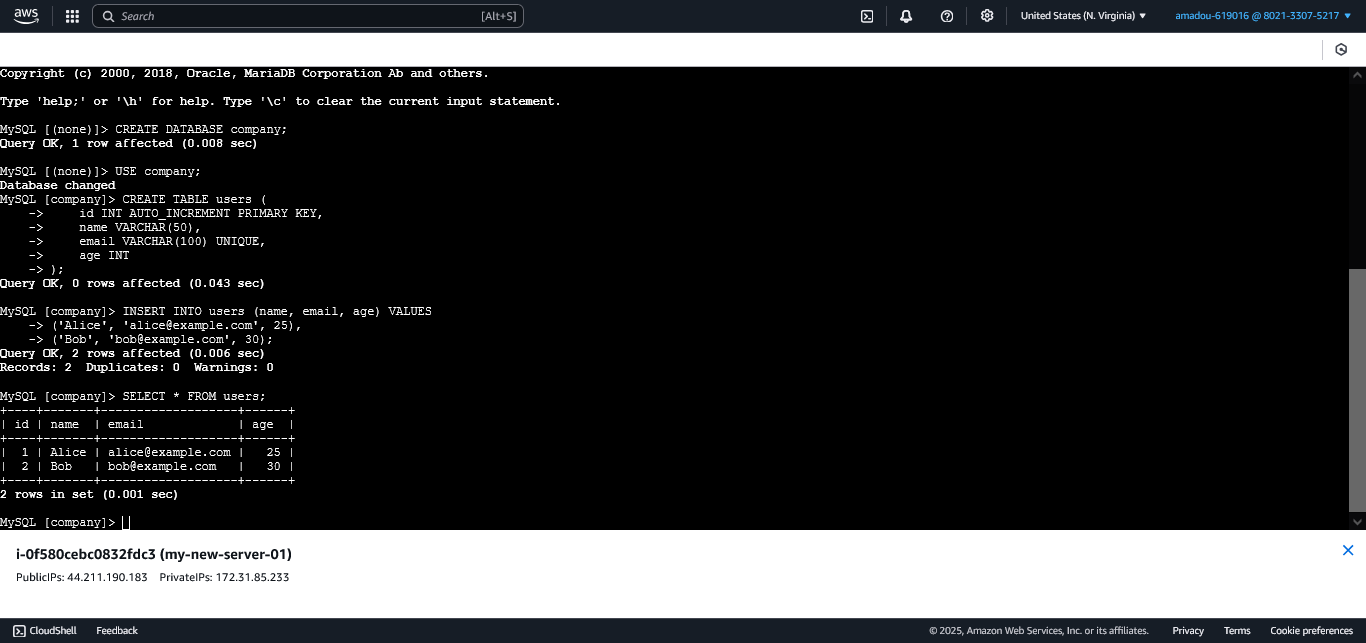 aws
Search [Alt+S]
United States (N. Virginia) ▼
amadou-619016 @ 8021-3307-5217 ▼
Copyright (c) 2000, 2018, Oracle, MariaDB Corporation Ab and others.
Type 'help;' or '\h' for help. Type '\c' to clear the current input statement.
MySQL [(none)]> CREATE DATABASE company;
Query OK, 1 row affected (0.008 sec)
MySQL [(none)]> USE company;
Database changed
MySQL [company]> CREATE TABLE users (
    ->     id INT AUTO_INCREMENT PRIMARY KEY,
    ->     name VARCHAR(50),
    ->     email VARCHAR(100) UNIQUE,
    ->     age INT
    -> );
Query OK, 0 rows affected (0.043 sec)
MySQL [company]> INSERT INTO users (name, email, age) VALUES
    -> ('Alice', 'alice@example.com', 25),
    -> ('Bob', 'bob@example.com', 30);
Query OK, 2 rows affected (0.006 sec)
Records: 2  Duplicates: 0  Warnings: 0
MySQL [company]> SELECT * FROM users;
+----+-------+-------------------+------+
| id | name  | email             | age  |
+----+-------+-------------------+------+
|  1 | Alice | alice@example.com |   25 |
|  2 | Bob   | bob@example.com   |   30 |
+----+-------+-------------------+------+
2 rows in set (0.001 sec)
MySQL [company]>
i-0f580cebc0832fdc3 (my-new-server-01)
PublicIPs: 44.211.190.183 PrivateIPs: 172.31.85.233
CloudShell Feedback © 2025, Amazon Web Services, Inc. or its affiliates. Privacy Terms Cookie preferences